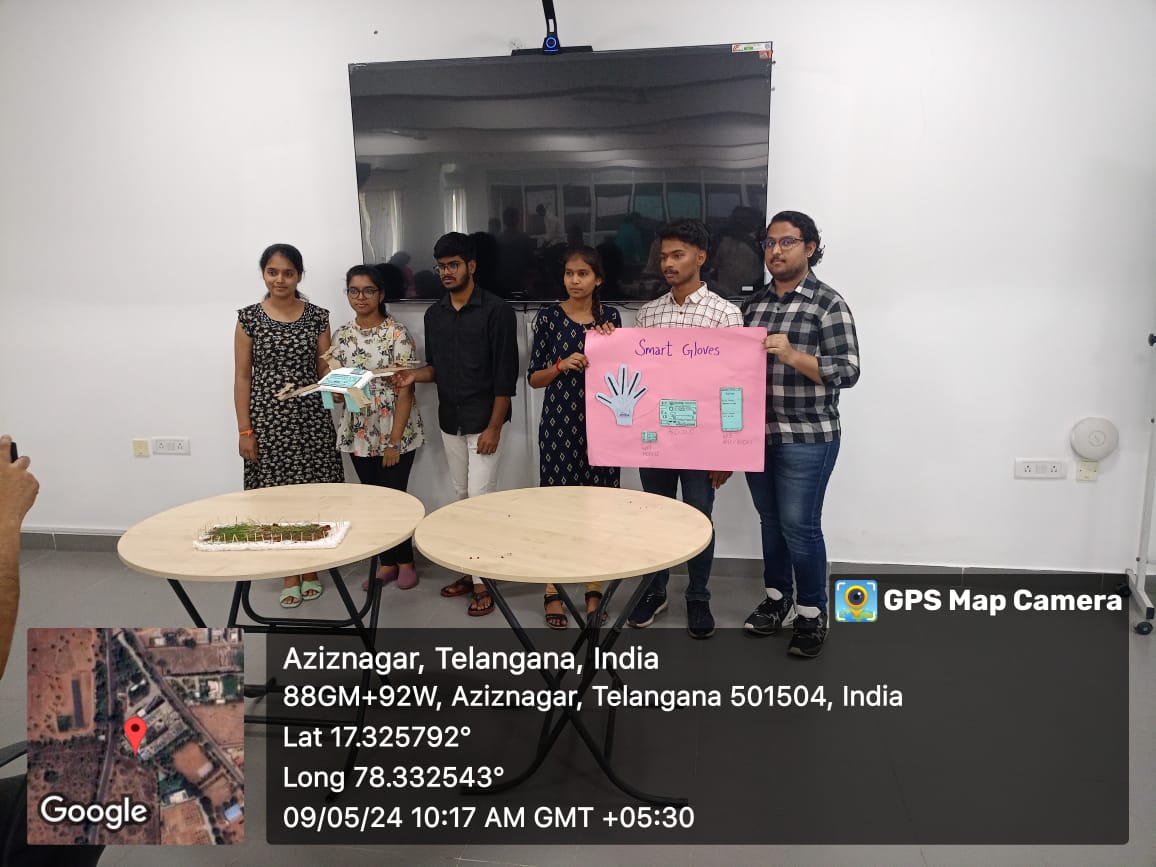 Smart Gloves
GPS Map Camera
Aziznagar, Telangana, India
88GM+92W, Aziznagar, Telangana 501504, India
Lat 17.325792°
Long 78.332543°
09/05/24 10:17 AM GMT +05:30
Google